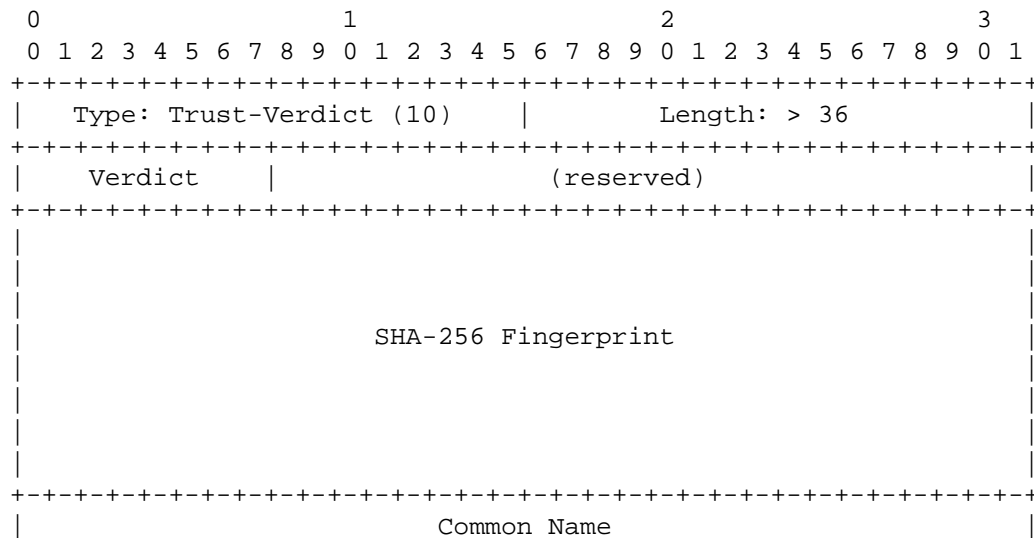 0                   1                   2                   3
 0 1 2 3 4 5 6 7 8 9 0 1 2 3 4 5 6 7 8 9 0 1 2 3 4 5 6 7 8 9 0 1
+-+-+-+-+-+-+-+-+-+-+-+-+-+-+-+-+-+-+-+-+-+-+-+-+-+-+-+-+-+-+-+-+
|   Type: Trust-Verdict (10)    |        Length: > 36           |
+-+-+-+-+-+-+-+-+-+-+-+-+-+-+-+-+-+-+-+-+-+-+-+-+-+-+-+-+-+-+-+-+
|    Verdict    |                 (reserved)                    |
+-+-+-+-+-+-+-+-+-+-+-+-+-+-+-+-+-+-+-+-+-+-+-+-+-+-+-+-+-+-+-+-+
|                                                               |
|                                                               |
|                                                               |
|                      SHA-256 Fingerprint                      |
|                                                               |
|                                                               |
|                                                               |
|                                                               |
+-+-+-+-+-+-+-+-+-+-+-+-+-+-+-+-+-+-+-+-+-+-+-+-+-+-+-+-+-+-+-+-+
|                          Common Name                          |